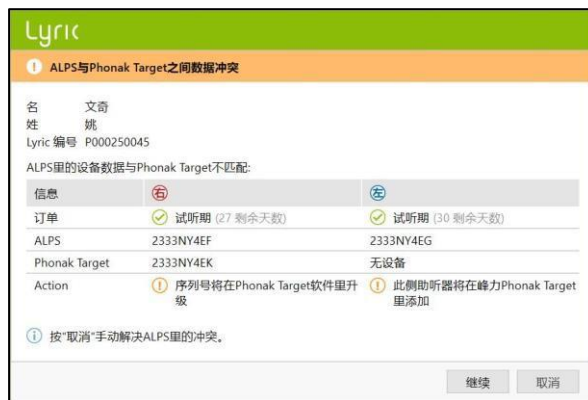 Lyric
ALPS与Phonak Target之间数据冲突
名 文奇
姓 姚
Lyric 编号 P000250045
ALPS里的设备数据与Phonak Target不匹配:
信息 右 左
订单 试听期 (27 剩余天数) 试听期 (30 剩余天数)
ALPS 2333NY4EF 2333NY4EG
Phonak Target 2333NY4EK 无设备
Action 序列号将在Phonak Target软件里升 此侧助听器将在峰力Phonak Target
级 里添加
按"取消"手动解决ALPS里的冲突。
继续 取消